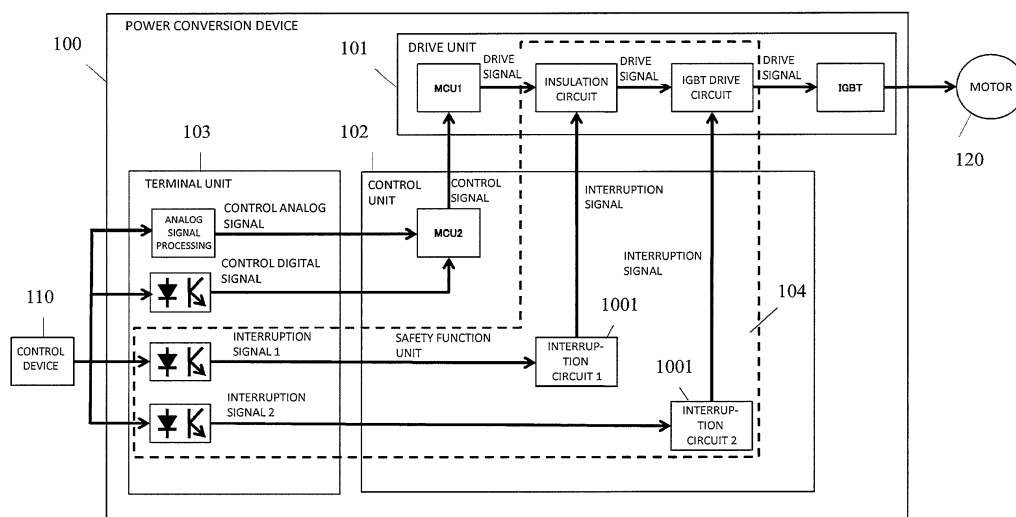 POWER CONVERSION DEVICE
100
101
DRIVE UNIT
MCU1
DRIVE
SIGNAL
INSULATION
CIRCUIT
DRIVE
SIGNAL
IGBT DRIVE
CIRCUIT
DRIVE
SIGNAL
IGBT
MOTOR
120
103
102
TERMINAL UNIT
CONTROL
UNIT
CONTROL
SIGNAL
INTERRUPTION
SIGNAL
ANALOG
SIGNAL
PROCESSING
CONTROL ANALOG
SIGNAL
MCU2
INTERRUPTION
SIGNAL
CONTROL DIGITAL
SIGNAL
110
CONTROL
DEVICE
INTERRUPTION
SIGNAL 1
SAFETY FUNCTION
UNIT
1001
INTERRUP-
TION
CIRCUIT 1
104
INTERRUPTION
SIGNAL 2
1001
INTERRUP-
TION
CIRCUIT 2